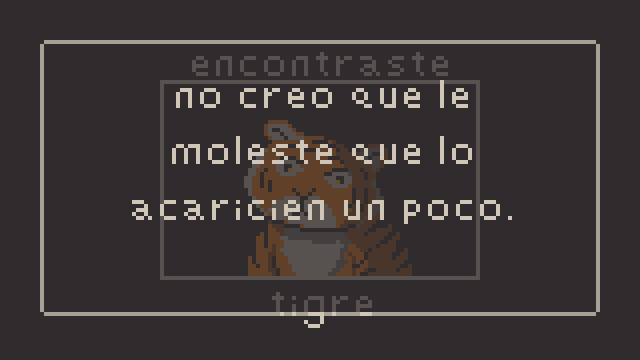 encontraste
no creo que le
moleste que lo
acaricien un poco.
tigre